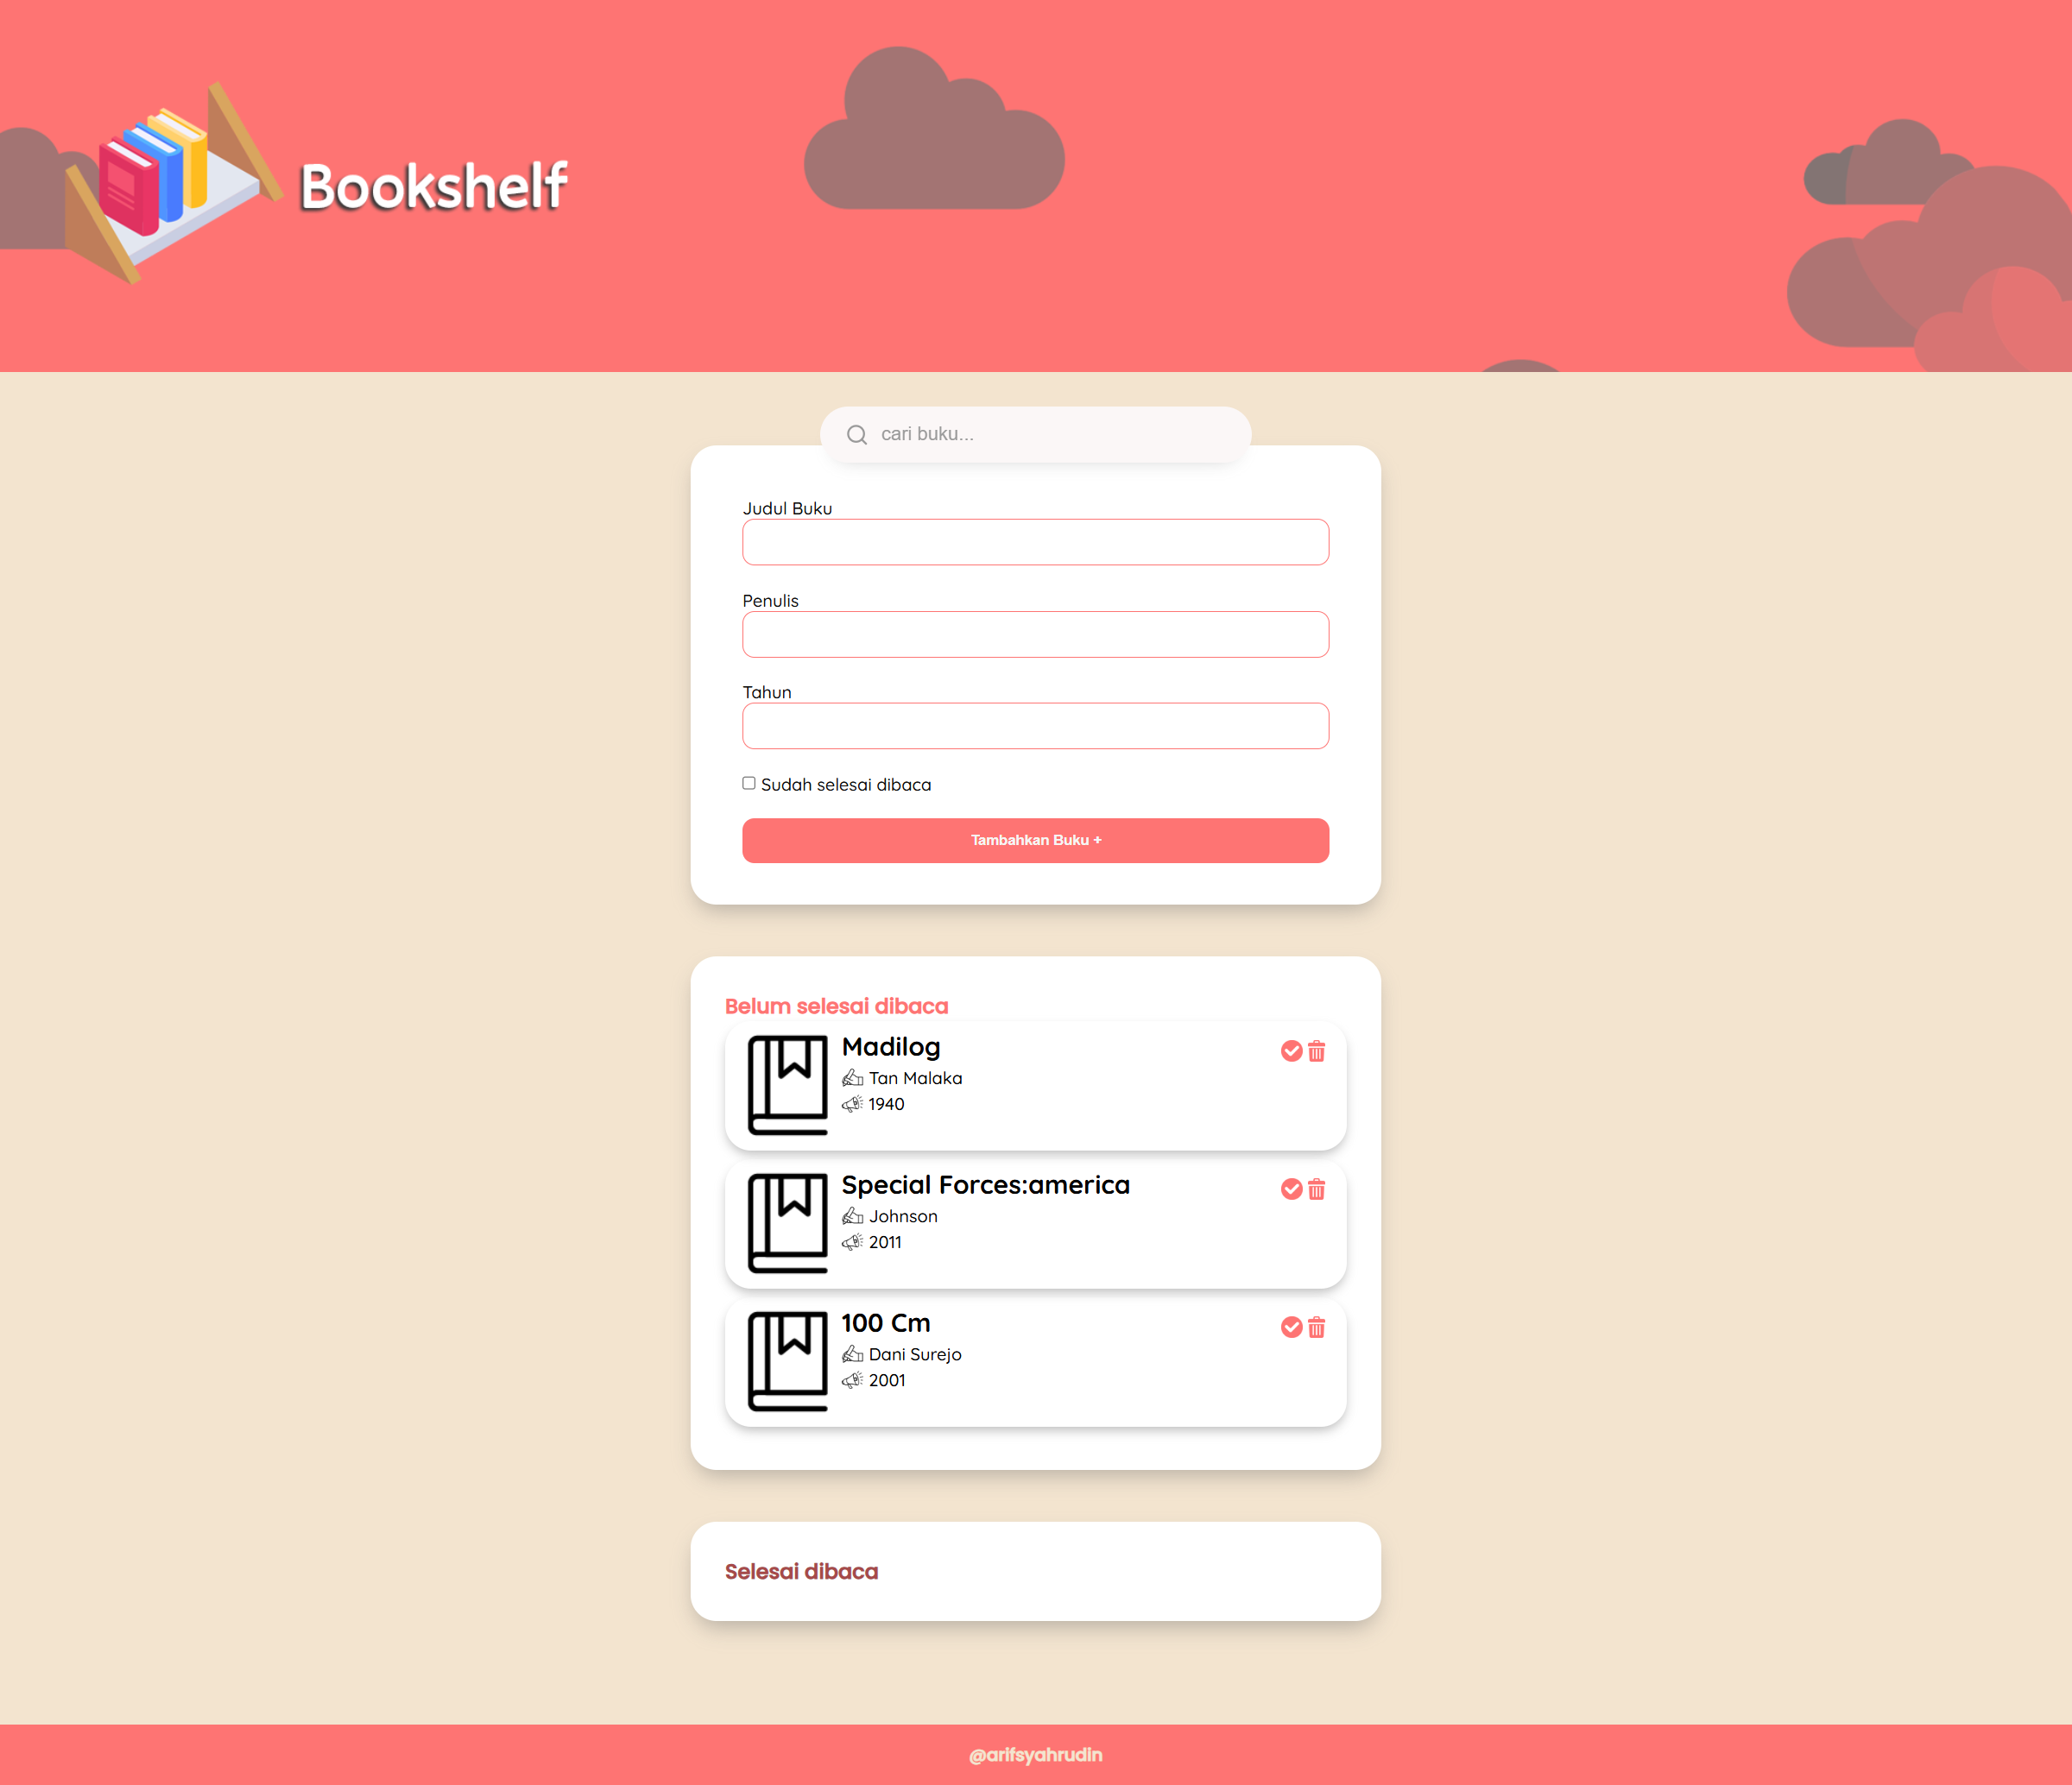 Bookshelf
cari buku...
Judul Buku
Penulis
Tahun
Sudah selesai dibaca
Tambahkan Buku +
Belum selesai dibaca
Madilog
Tan Malaka
1940
Special Forces:america
Johnson
2011
100 Cm
Dani Surejo
2001
Selesai dibaca
@arifsyahrudin